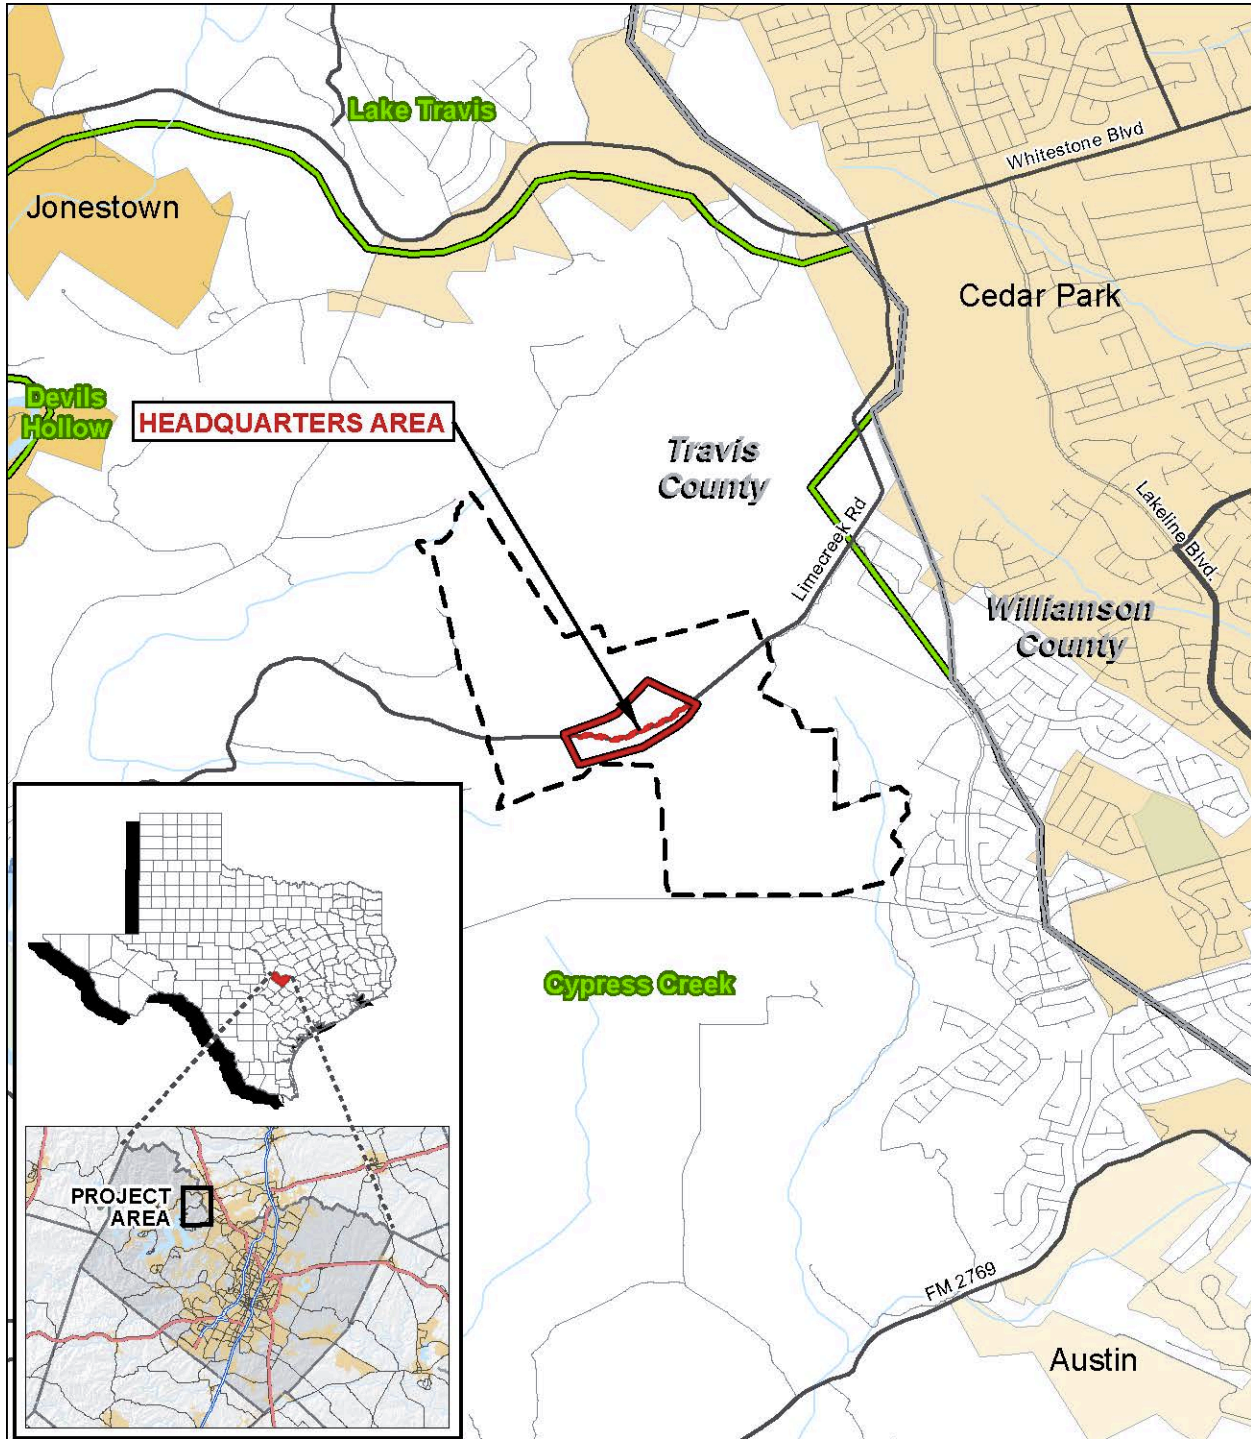 Lake Travis
Whitestone Blvd
Jonestown
Cedar Park
Devils
Hollow
HEADQUARTERS AREA
Travis
County
Lakeline Blvd.
Limecreek Rd
Williamson
County
Cypress Creek
PROJECT
AREA
FM 2769
Austin